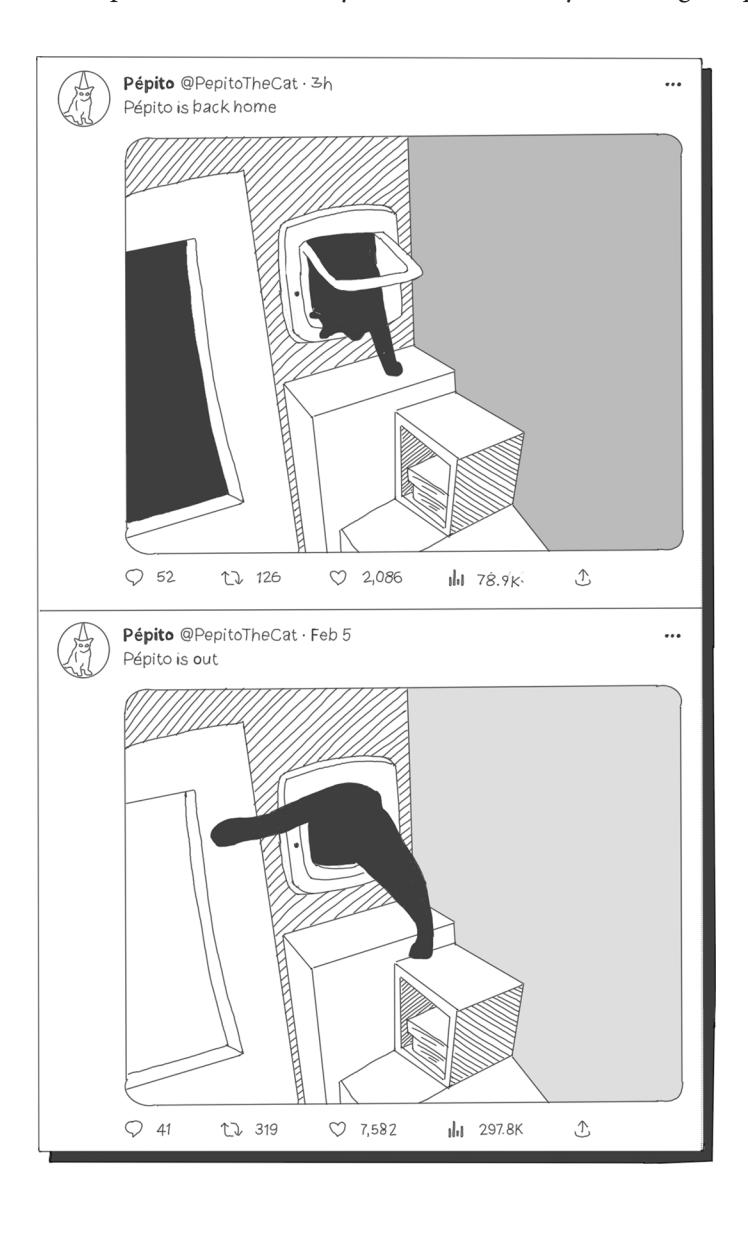 Pépito @PepitoTheCat · 3h
Pépito is back home
52 126 2,086 78.9K
Pépito @PepitoTheCat · Feb 5
Pépito is out
41 319 7,582 297.8K